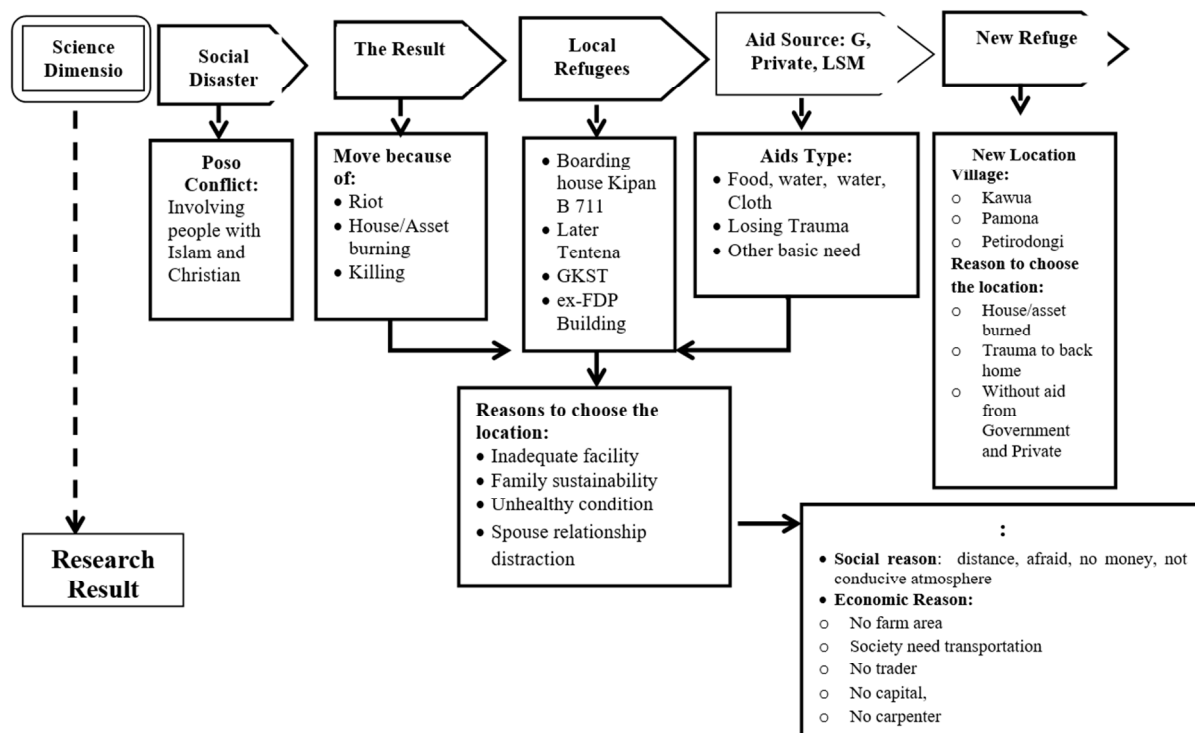 Science
Dimensio
Social
Disaster
The Result
Local
Refugees
Aid Source: G,
Private, LSM
New Refuge
Poso
Conflict:
Involving
people with
Islam and
Christian
Move because
of:
• Riot
• House/Asset
burning
• Killing
• Boarding
house Kipan
B 711
• Later
Tentena
• GKST
• ex-FDP
Building
Aids Type:
• Food, water, water,
Cloth
• Losing Trauma
• Other basic need
New Location
Village:
o Kawua
o Pamona
o Petirodongi
Reason to choose
the location:
o House/asset
burned
o Trauma to back
home
o Without aid
from
Government
and Private
Reasons to choose the
location:
• Inadequate facility
• Family sustainability
• Unhealthy condition
• Spouse relationship
distraction
Research
Result
:
• Social reason: distance, afraid, no money, not
conducive atmosphere
• Economic Reason:
o No farm area
o Society need transportation
o No trader
o No capital,
o No carpenter